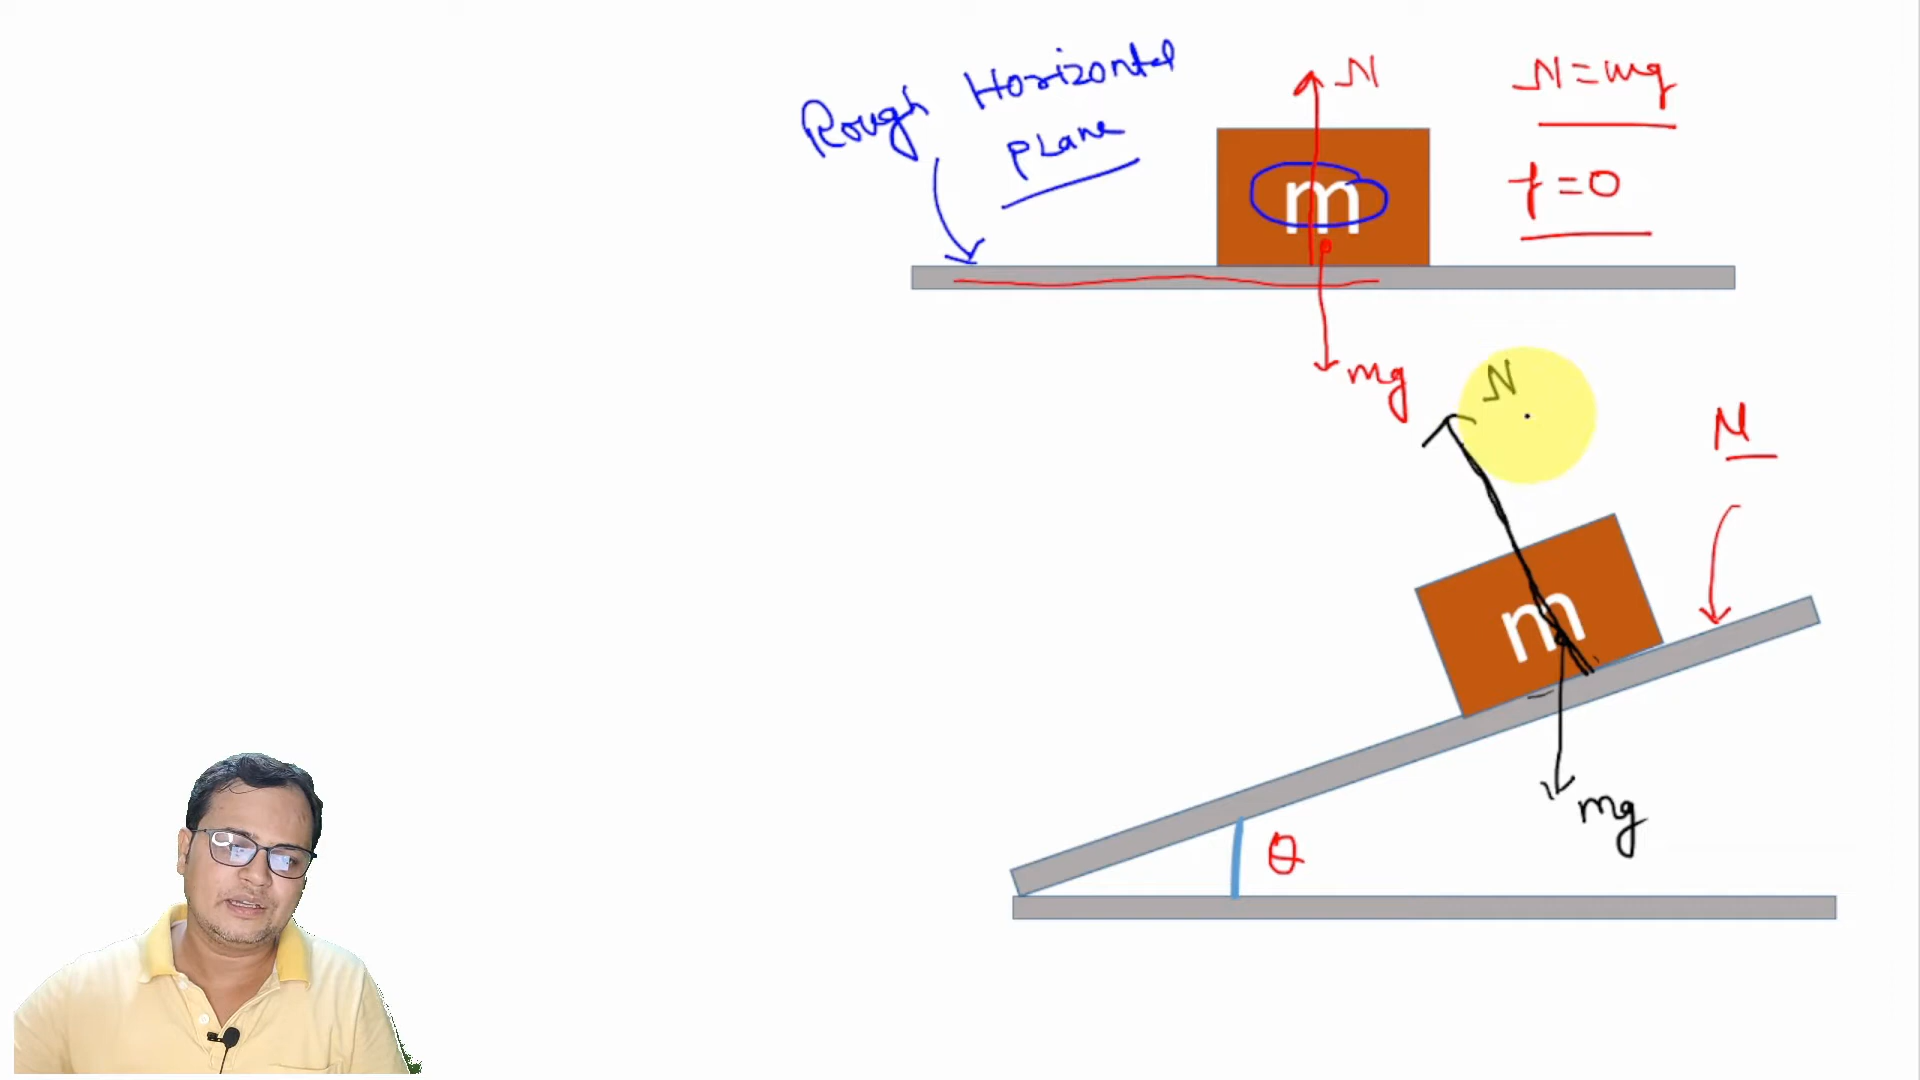 Rough Horizontal
Plane
N
N=mg
m
f=0
mg
N
μ
m
mg
θ